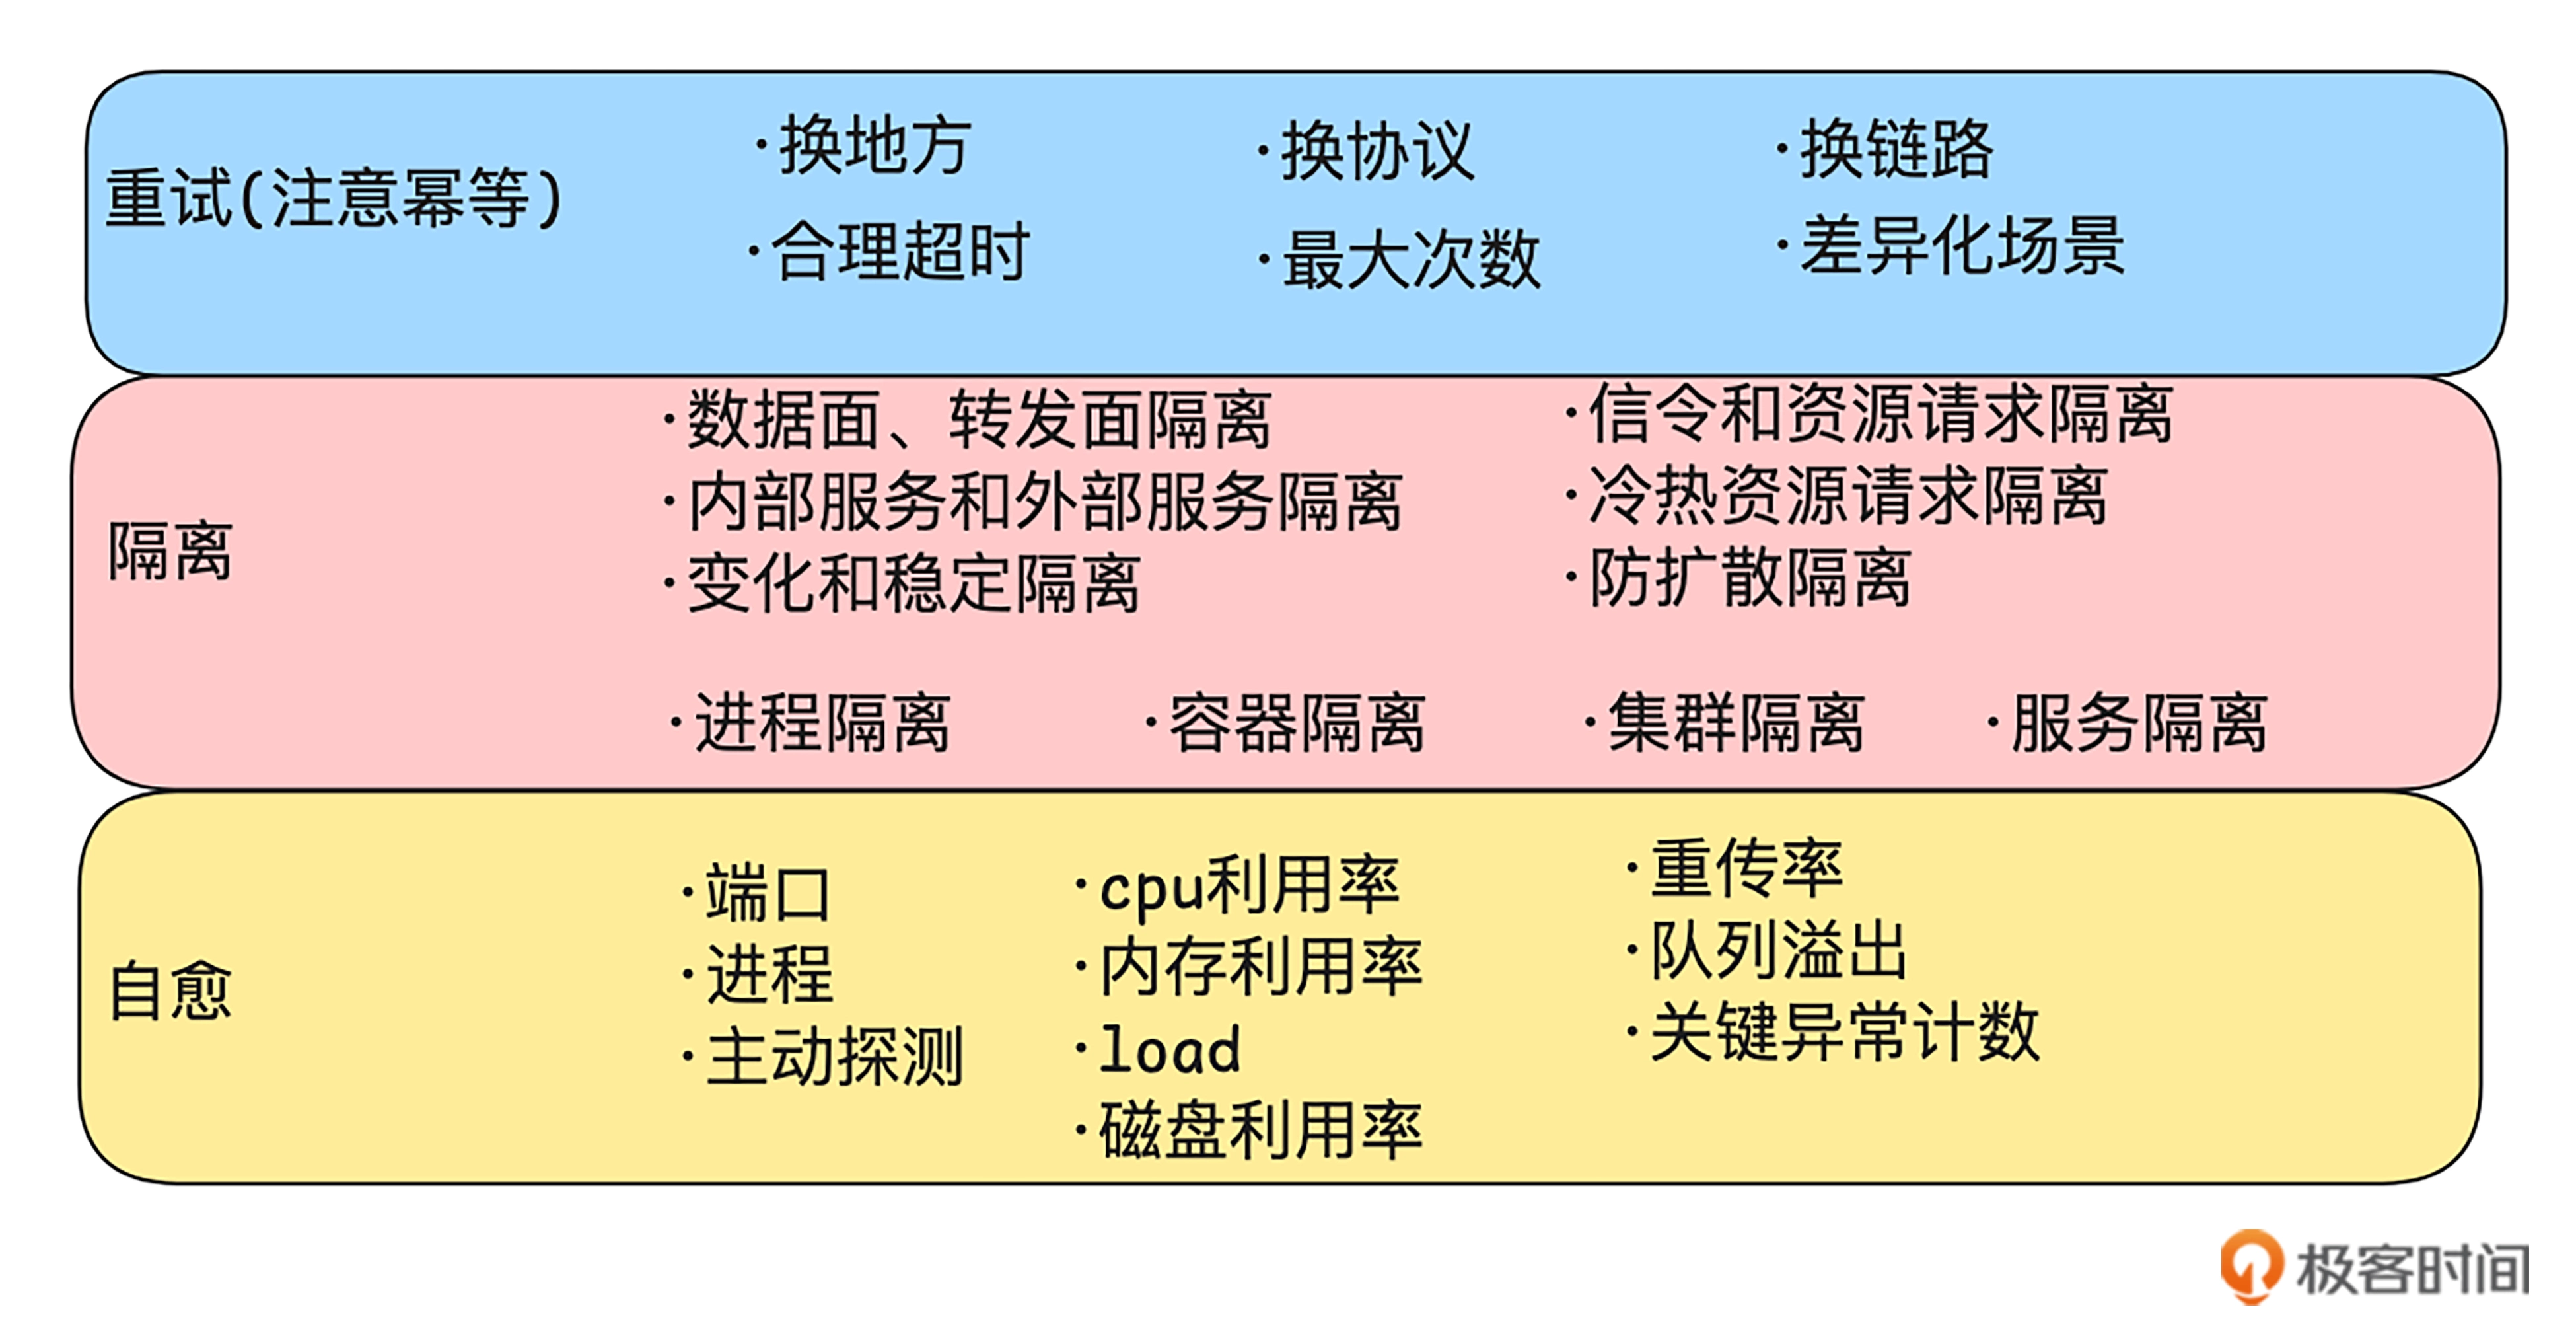 重试(注意幂等)
·换地方 ·换协议 ·换链路
·合理超时 ·最大次数 ·差异化场景
隔离
·数据面、转发面隔离 ·信令和资源请求隔离
·内部服务和外部服务隔离 ·冷热资源请求隔离
·变化和稳定隔离 ·防扩散隔离
·进程隔离 ·容器隔离 ·集群隔离 ·服务隔离
自愈
·端口
·进程
·主动探测
·cpu利用率
·内存利用率
·load
·磁盘利用率
·重传率
·队列溢出
·关键异常计数
极客时间